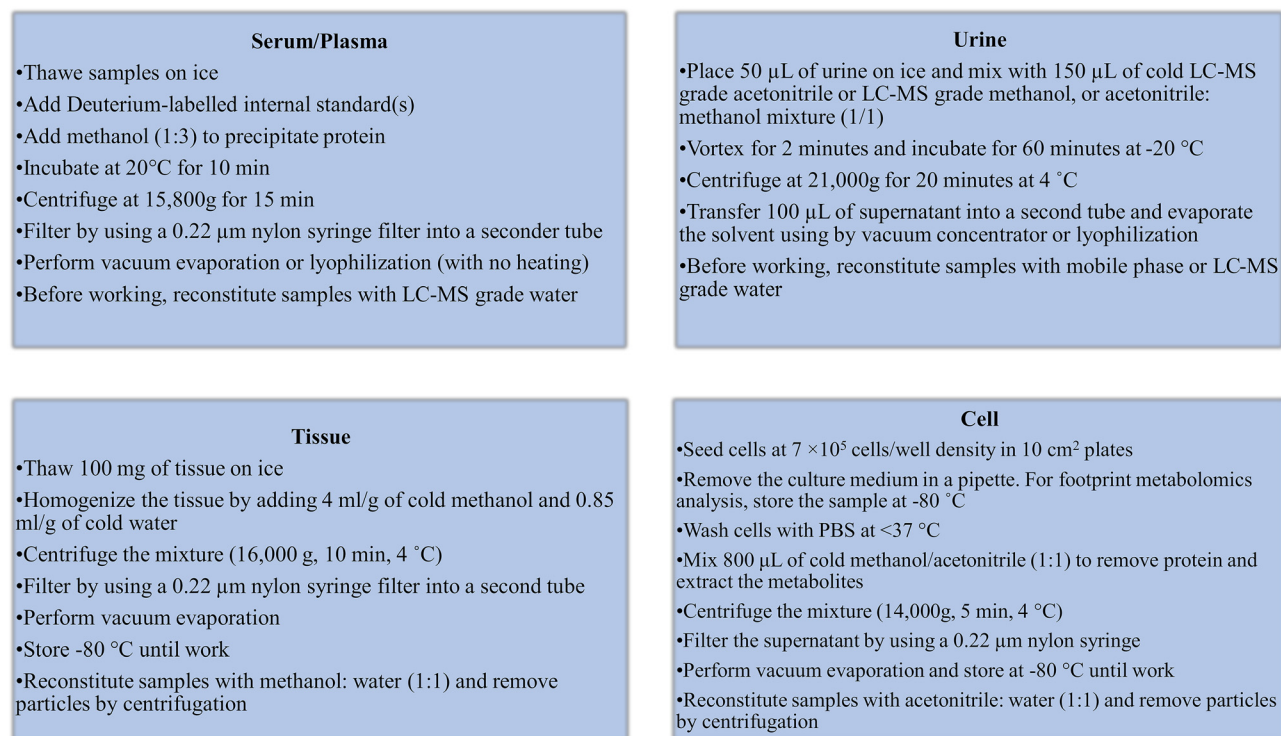 Serum/Plasma
•Thawe samples on ice
•Add Deuterium-labelled internal standard(s)
•Add methanol (1:3) to precipitate protein
•Incubate at 20°C for 10 min
•Centrifuge at 15,800g for 15 min
•Filter by using a 0.22 µm nylon syringe filter into a seconder tube
•Perform vacuum evaporation or lyophilization (with no heating)
•Before working, reconstitute samples with LC-MS grade water
Urine
•Place 50 µL of urine on ice and mix with 150 µL of cold LC-MS
grade acetonitrile or LC-MS grade methanol, or acetonitrile:
methanol mixture (1/1)
•Vortex for 2 minutes and incubate for 60 minutes at -20 °C
•Centrifuge at 21,000g for 20 minutes at 4 ˚C
•Transfer 100 µL of supernatant into a second tube and evaporate
the solvent using by vacuum concentrator or lyophilization
•Before working, reconstitute samples with mobile phase or LC-MS
grade water
Tissue
•Thaw 100 mg of tissue on ice
•Homogenize the tissue by adding 4 ml/g of cold methanol and 0.85
ml/g of cold water
•Centrifuge the mixture (16,000 g, 10 min, 4 ˚C)
•Filter by using a 0.22 µm nylon syringe filter into a second tube
•Perform vacuum evaporation
•Store -80 °C until work
•Reconstitute samples with methanol: water (1:1) and remove
particles by centrifugation
Cell
•Seed cells at 7 ×10⁵ cells/well density in 10 cm² plates
•Remove the culture medium in a pipette. For footprint metabolomics
analysis, store the sample at -80 ˚C
•Wash cells with PBS at <37 °C
•Mix 800 µL of cold methanol/acetonitrile (1:1) to remove protein and
extract the metabolites
•Centrifuge the mixture (14,000g, 5 min, 4 °C)
•Filter the supernatant by using a 0.22 µm nylon syringe
•Perform vacuum evaporation and store at -80 °C until work
•Reconstitute samples with acetonitrile: water (1:1) and remove particles
by centrifugation